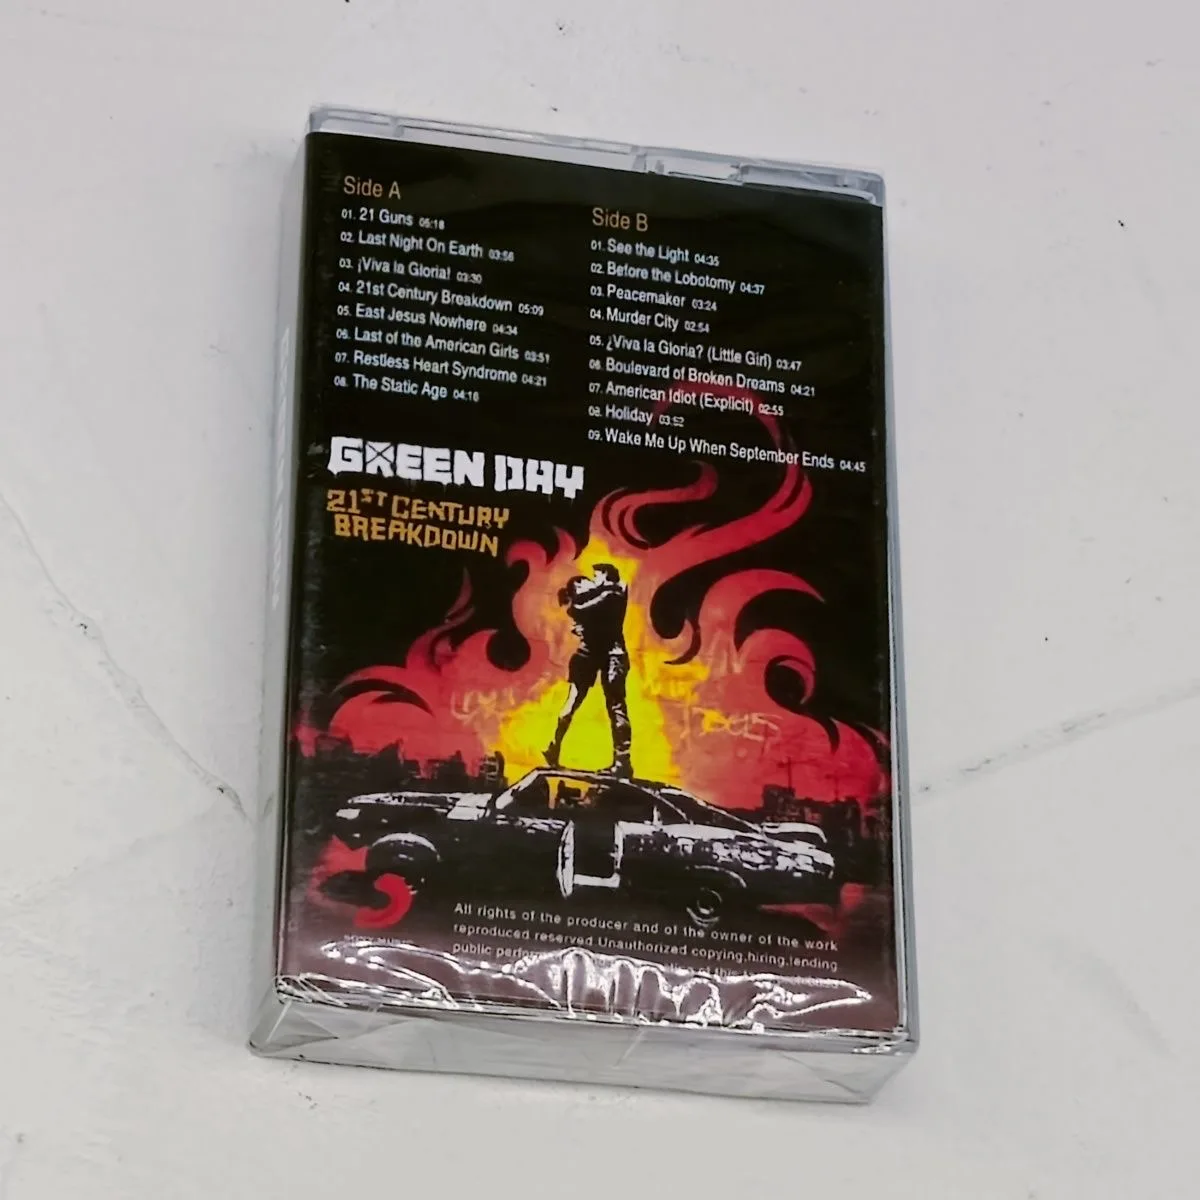 Side A
01. 21 Guns 05:18
02. Last Night On Earth 03:56
03. ¡Viva la Gloria! 03:30
04. 21st Century Breakdown 05:09
05. East Jesus Nowhere 04:34
06. Last of the American Girls 03:51
07. Restless Heart Syndrome 04:21
08. The Static Age 04:16
Side B
01. See the Light 04:35
02. Before the Lobotomy 04:37
03. Peacemaker 03:24
04. Murder City 02:54
05. ¿Viva la Gloria? (Little Girl) 03:47
06. Boulevard of Broken Dreams 04:21
07. American Idiot (Explicit) 02:55
08. Holiday 03:52
09. Wake Me Up When September Ends 04:45
GREEN DAY
21ST CENTURY
BREAKDOWN
All rights of the producer and of the owner of the work
reproduced reserved.Unauthorized copying,hiring,lending
public of this